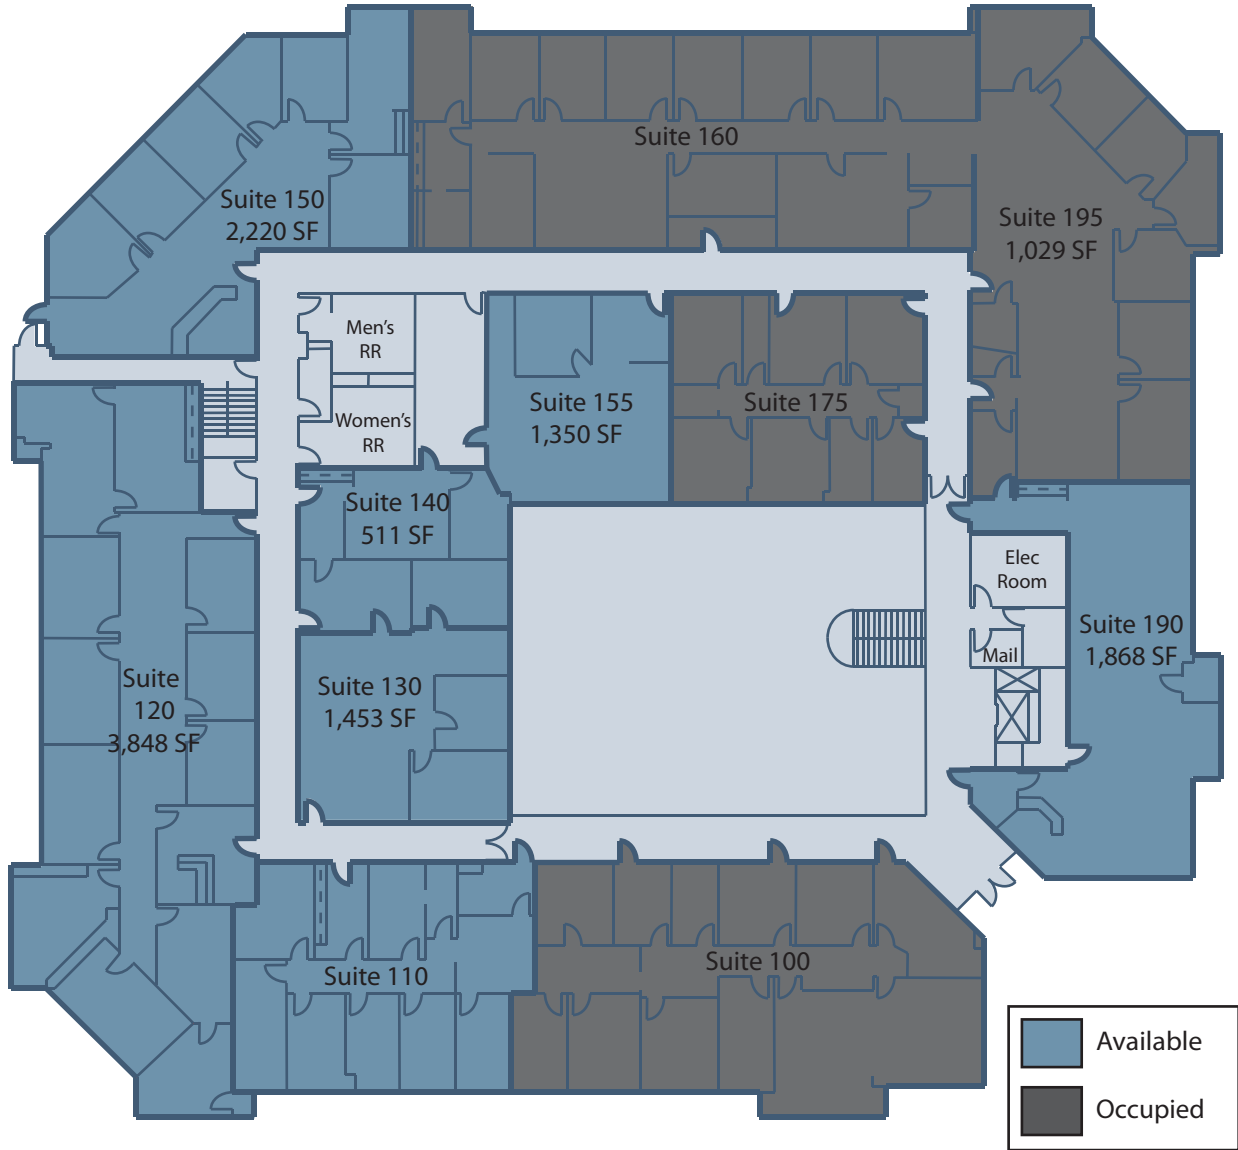 Suite 160
Suite 150
2,220 SF
Suite 195
1,029 SF
Men's
RR
Women's
RR
Suite 155
1,350 SF
Suite 175
Suite 140
511 SF
Elec
Room
Mail
Suite 190
1,868 SF
Suite
120
3,848 SF
Suite 130
1,453 SF
Suite 110
Suite 100
Available
Occupied